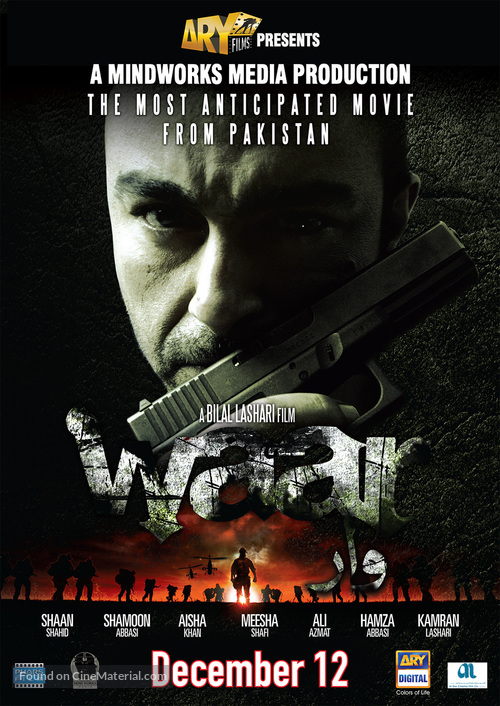 ARY FILMS PRESENTS
A MINDWORKS MEDIA PRODUCTION
THE MOST ANTICIPATED MOVIE
FROM PAKISTAN
A BILAL LASHARI FILM
waar
وار
SHAAN SHAHID
SHAMOON ABBASI
AISHA KHAN
MEESHA SHAFI
ALI AZMAT
HAMZA ABBASI
KAMRAN LASHARI
December 12
Found on CineMaterial.com
ARY DIGITAL
Colors of Life